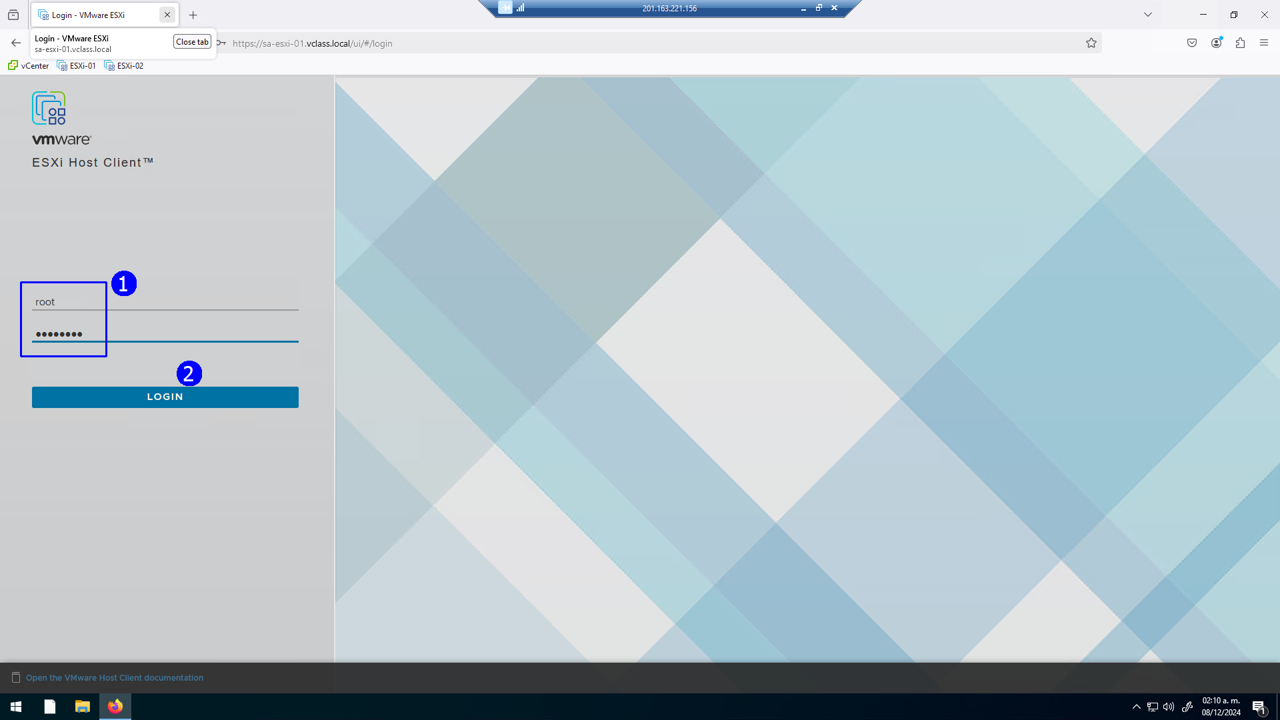 Login - VMware ESXi
201.163.221.156
Login - VMware ESXi
sa-esxi-01.vclass.local
Close tab
https://sa-esxi-01.vclass.local/ui/#/login
vCenter
ESXi-01
ESXi-02
vmware
ESXi Host Client™
1
root
2
LOGIN
Open the VMware Host Client documentation
02:10 a. m.
08/12/2024
1